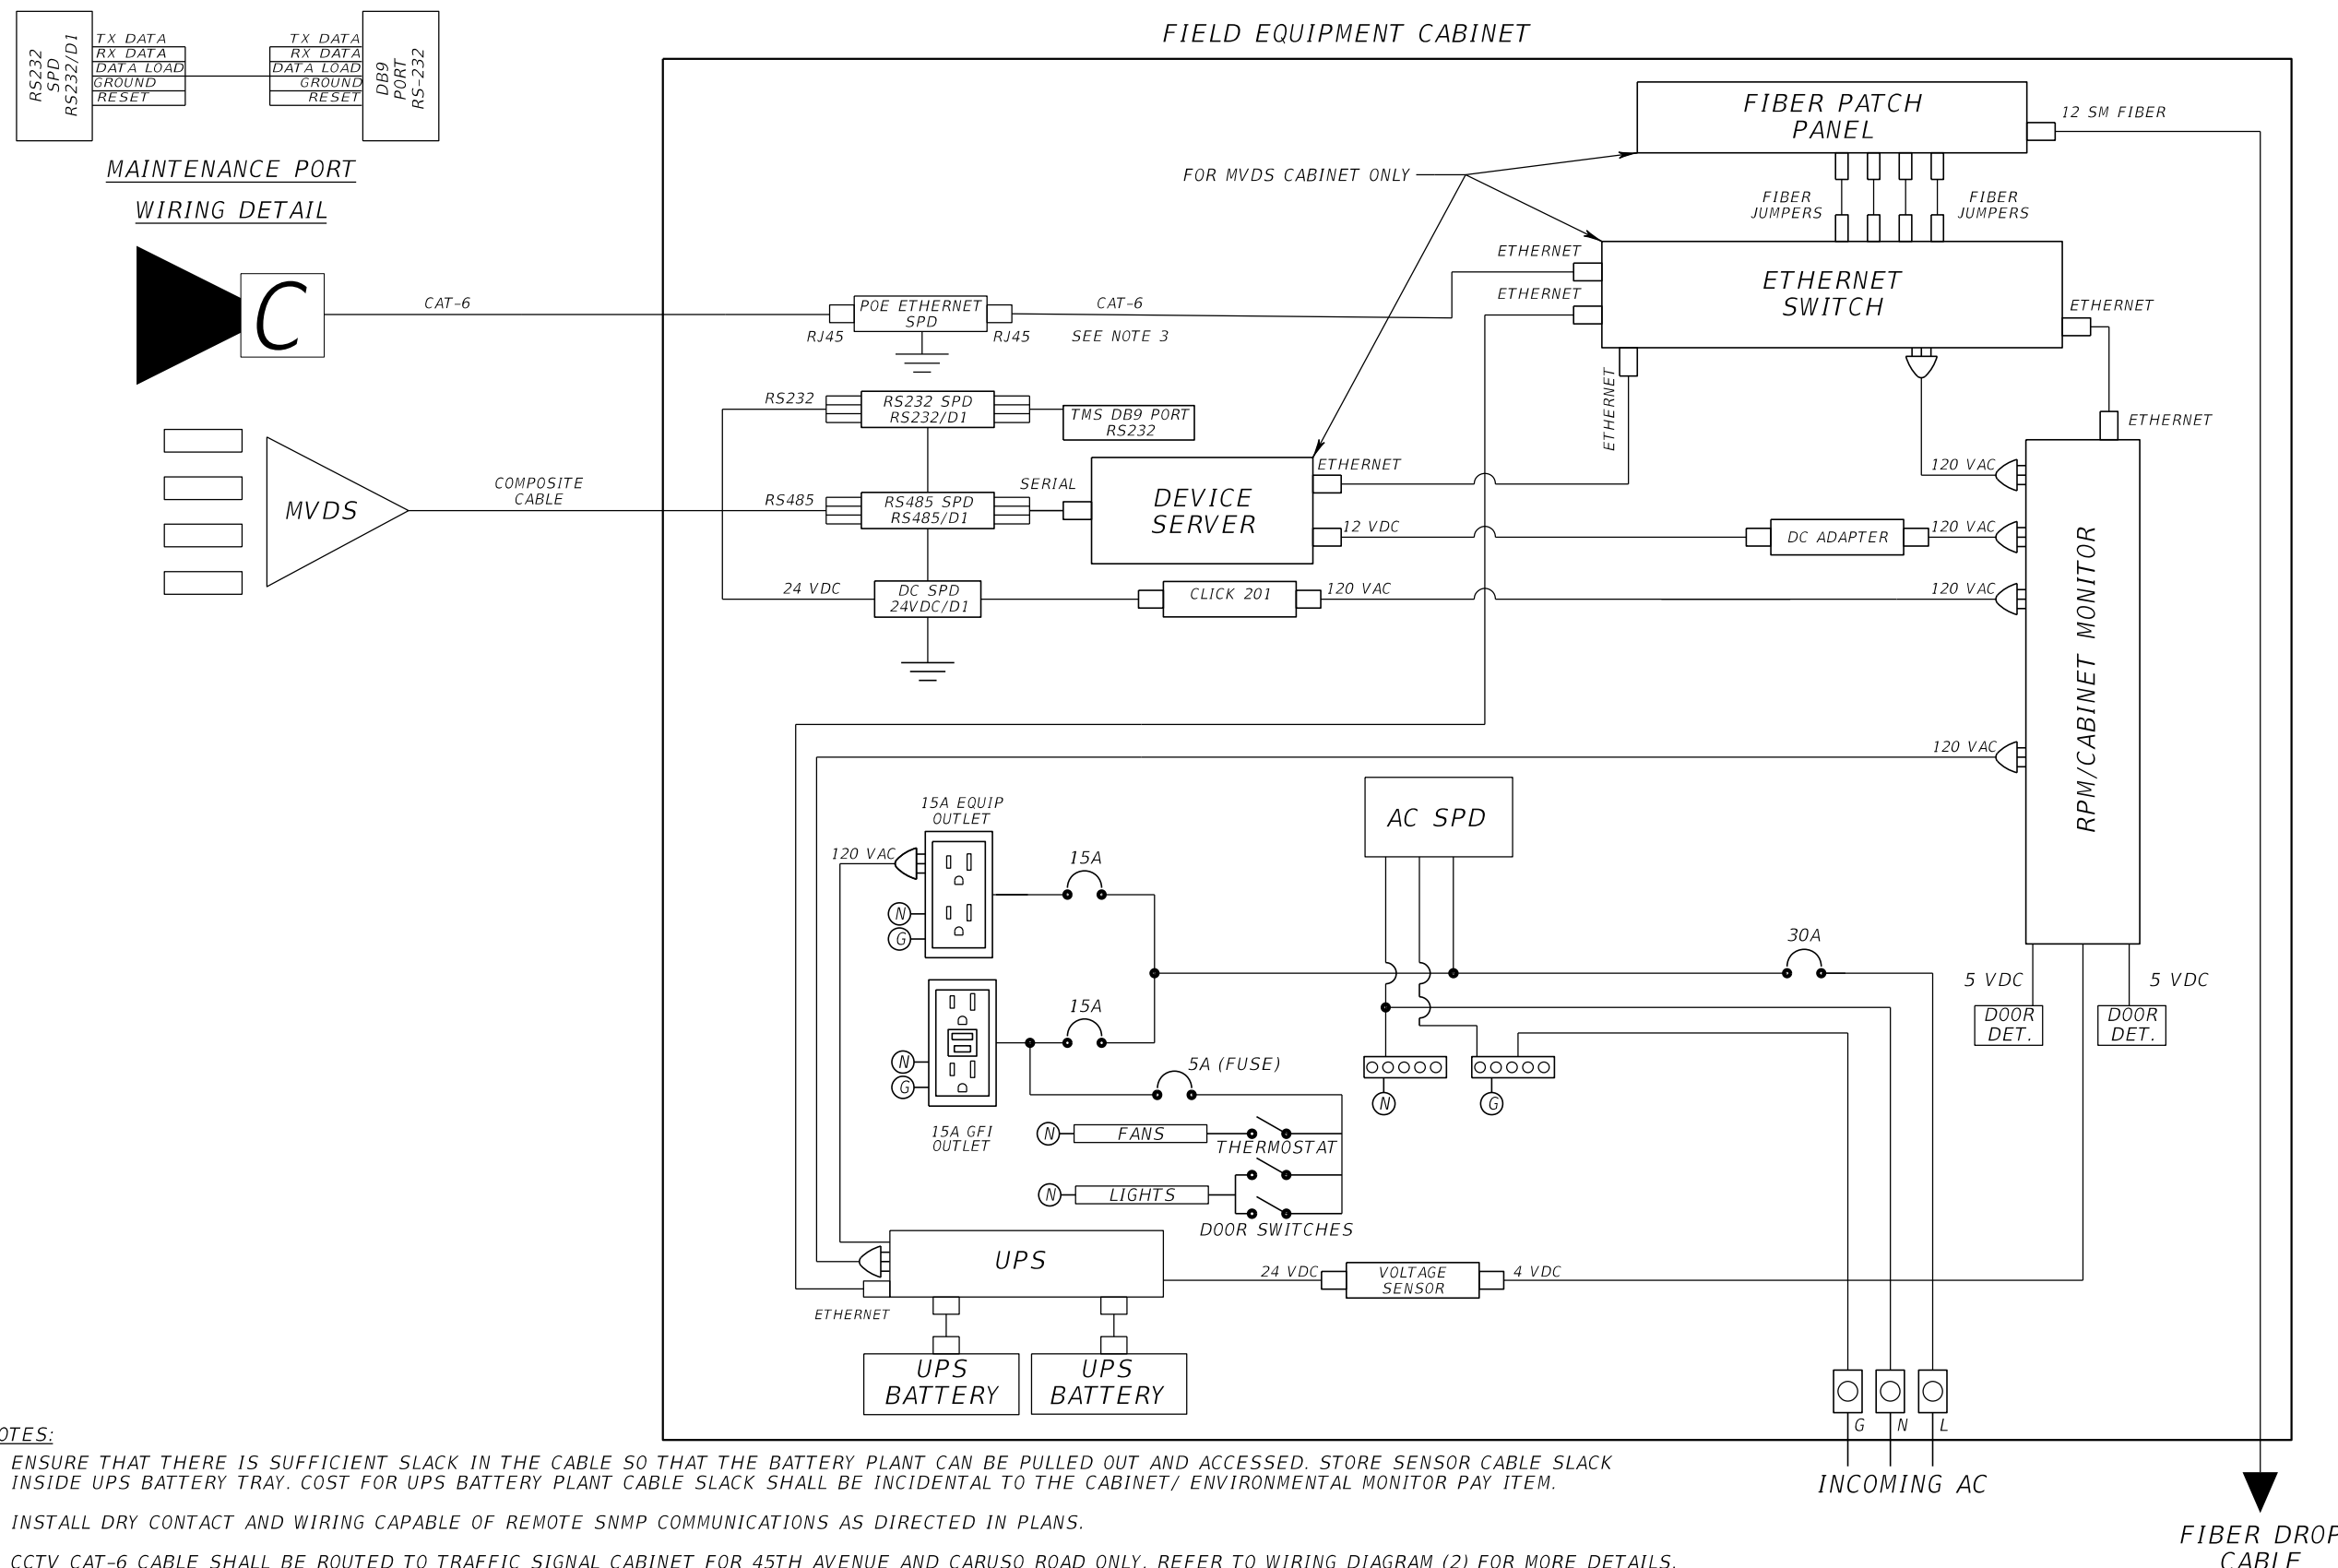 FIELD EQUIPMENT CABINET
RS232
SPD
RS232/D1
TX DATA
RX DATA
DATA LOAD
GROUND
RESET
TX DATA
RX DATA
DATA LOAD
GROUND
RESET
DB9
PORT
RS-232
MAINTENANCE PORT
WIRING DETAIL
FIBER PATCH
PANEL
12 SM FIBER
FOR MVDS CABINET ONLY
FIBER
JUMPERS
FIBER
JUMPERS
ETHERNET
ETHERNET
ETHERNET
SWITCH
ETHERNET
ETHERNET
ETHERNET
C
CAT-6
POE ETHERNET
SPD
RJ45
RJ45
CAT-6
SEE NOTE 3
RS232
RS232 SPD
RS232/D1
TMS DB9 PORT
RS232
MVDS
COMPOSITE
CABLE
RS485
RS485 SPD
RS485/D1
SERIAL
DEVICE
SERVER
ETHERNET
12 VDC
DC ADAPTER
120 VAC
120 VAC
120 VAC
24 VDC
DC SPD
24VDC/D1
CLICK 201
120 VAC
RPM/CABINET MONITOR
120 VAC
15A EQUIP
OUTLET
120 VAC
N
G
15A
AC SPD
30A
5 VDC
5 VDC
DOOR
DET.
DOOR
DET.
15A
N
G
15A GFI
OUTLET
5A (FUSE)
N
G
N
FANS
THERMOSTAT
N
LIGHTS
DOOR SWITCHES
UPS
ETHERNET
24 VDC
VOLTAGE
SENSOR
4 VDC
UPS
BATTERY
UPS
BATTERY
G
N
L
INCOMING AC
FIBER DROP
CABLE
OTES:
ENSURE THAT THERE IS SUFFICIENT SLACK IN THE CABLE SO THAT THE BATTERY PLANT CAN BE PULLED OUT AND ACCESSED. STORE SENSOR CABLE SLACK
INSIDE UPS BATTERY TRAY. COST FOR UPS BATTERY PLANT CABLE SLACK SHALL BE INCIDENTAL TO THE CABINET/ ENVIRONMENTAL MONITOR PAY ITEM.
INSTALL DRY CONTACT AND WIRING CAPABLE OF REMOTE SNMP COMMUNICATIONS AS DIRECTED IN PLANS.
CCTV CAT-6 CABLE SHALL BE ROUTED TO TRAFFIC SIGNAL CABINET FOR 45TH AVENUE AND CARUSO ROAD ONLY. REFER TO WIRING DIAGRAM (2) FOR MORE DETAILS.